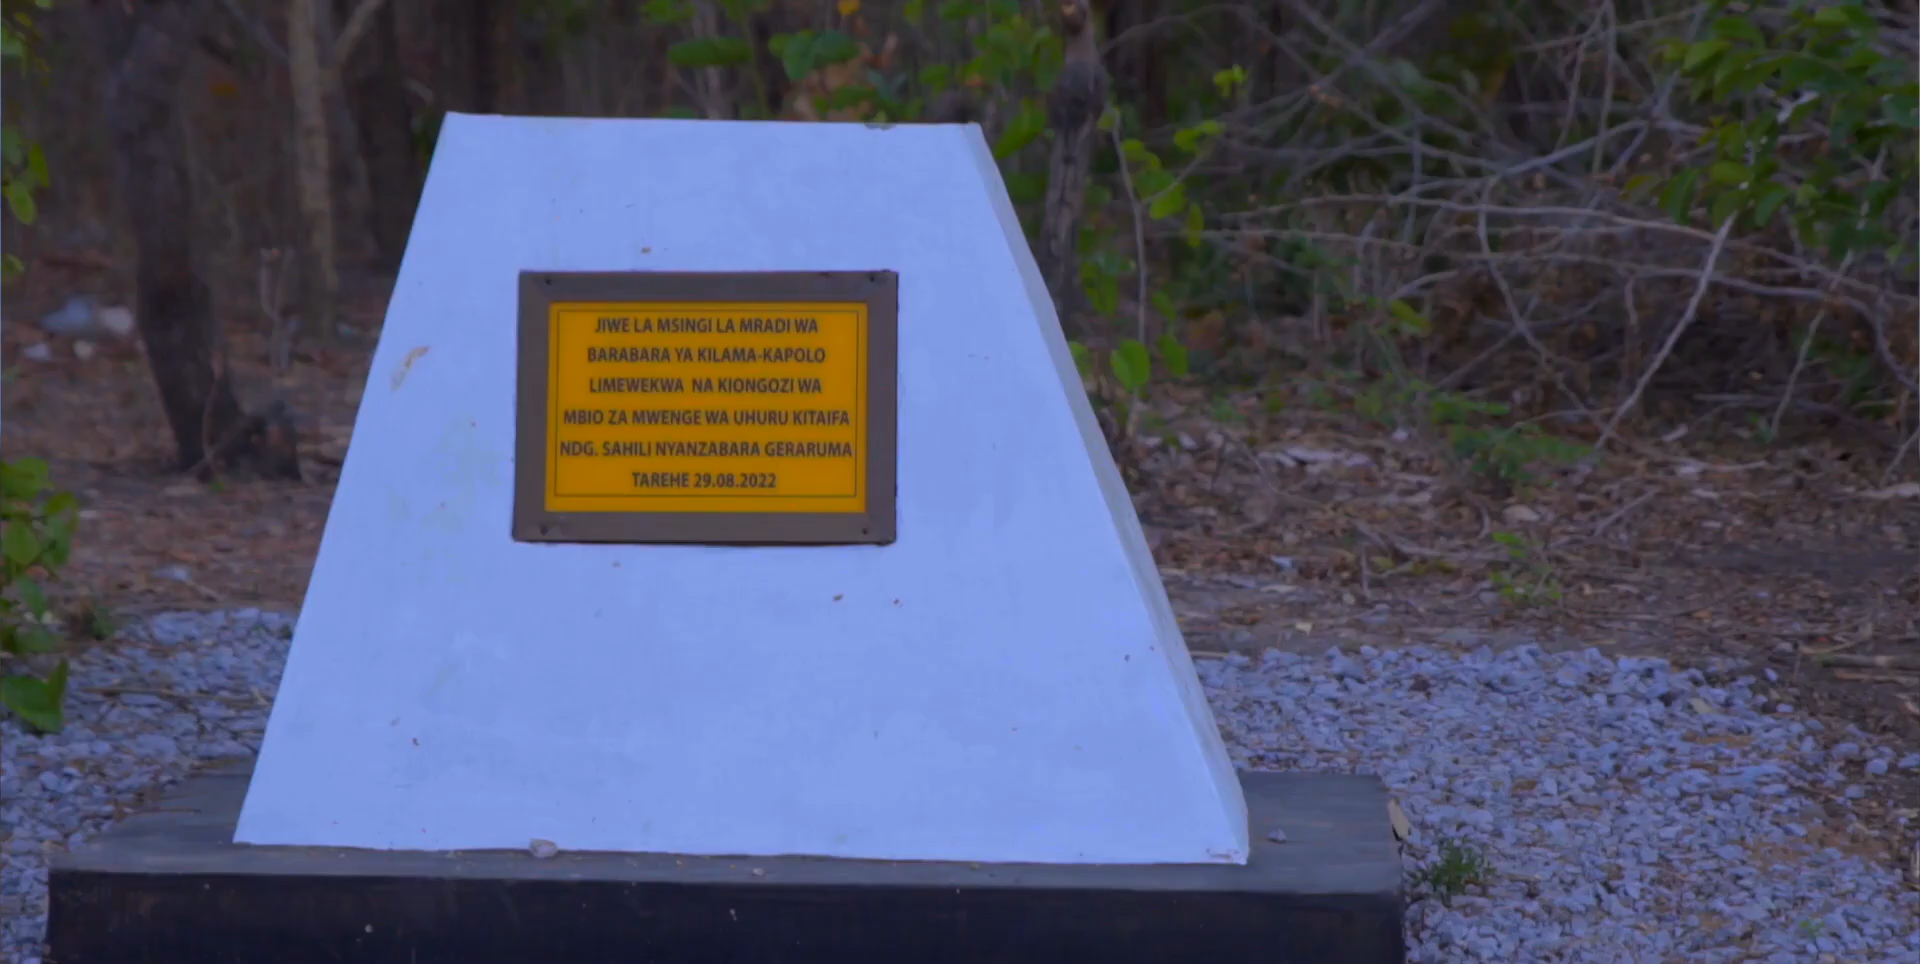 JIWE LA MSINGI LA MRADI WA
BARABARA YA KILAMA-KAPOLO
LIMEWEKWA NA KIONGOZI WA
MBIO ZA MWENGE WA UHURU KITAIFA
NDG. SAHILI NYANZABARA GERARUMA
TAREHE 29.08.2022